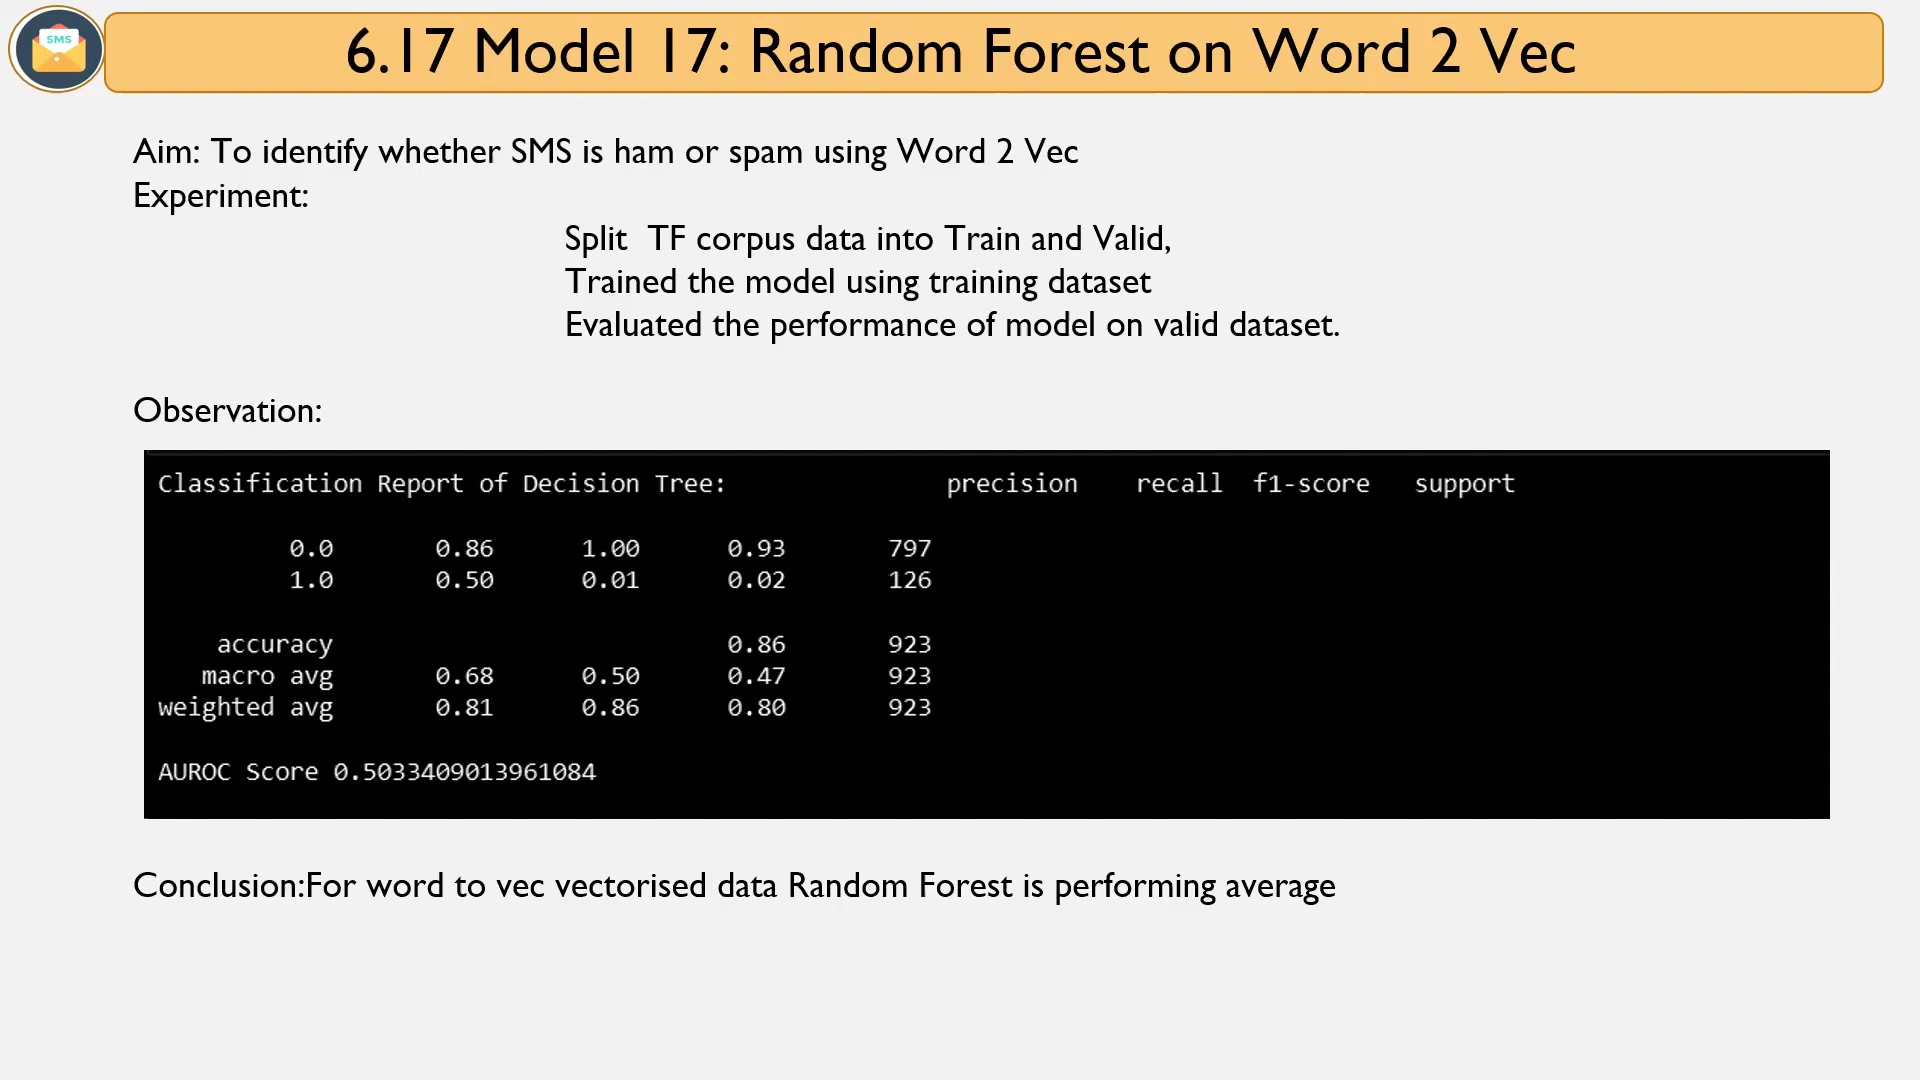 SMS
6.17 Model 17: Random Forest on Word 2 Vec
Aim: To identify whether SMS is ham or spam using Word 2 Vec
Experiment:
Split TF corpus data into Train and Valid,
Trained the model using training dataset
Evaluated the performance of model on valid dataset.
Observation:
Classification Report of Decision Tree: precision recall f1-score support
0.0 0.86 1.00 0.93 797
1.0 0.50 0.01 0.02 126
accuracy 0.86 923
macro avg 0.68 0.50 0.47 923
weighted avg 0.81 0.86 0.80 923
AUROC Score 0.5033409013961084
Conclusion:For word to vec vectorised data Random Forest is performing average